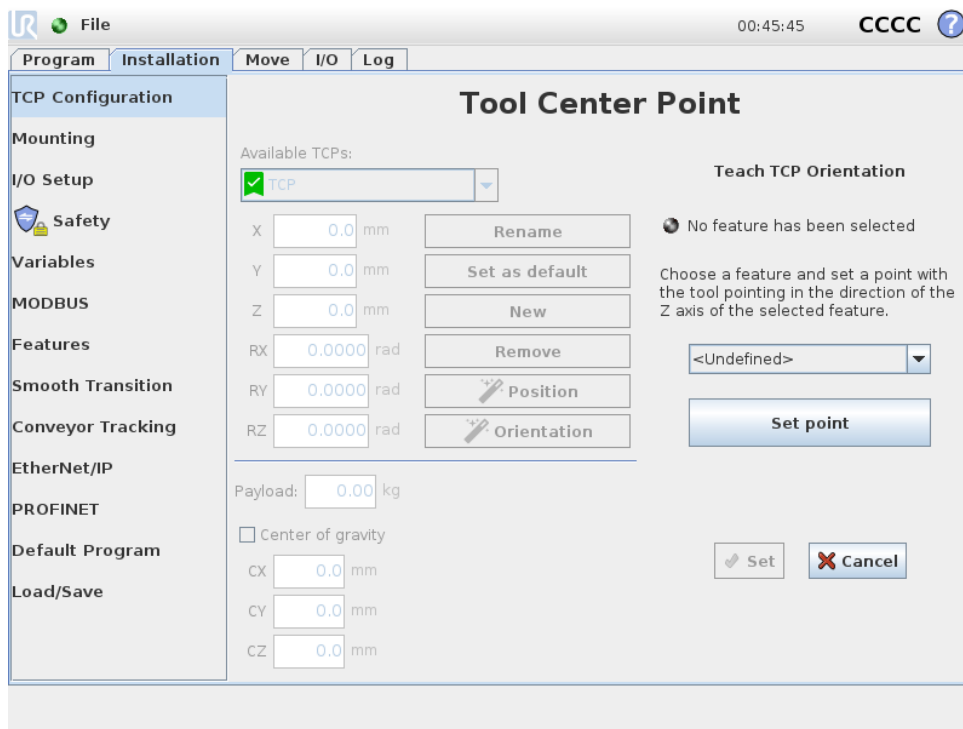 UR File 00:45:45 CCCC ?
Program Installation Move I/O Log
TCP Configuration
Mounting
I/O Setup
Safety
Variables
MODBUS
Features
Smooth Transition
Conveyor Tracking
EtherNet/IP
PROFINET
Default Program
Load/Save
Tool Center Point
Available TCPs:
TCP
X 0.0 mm Rename
Y 0.0 mm Set as default
Z 0.0 mm New
RX 0.0000 rad Remove
RY 0.0000 rad Position
RZ 0.0000 rad Orientation
Payload: 0.00 kg
Center of gravity
CX 0.0 mm
CY 0.0 mm
CZ 0.0 mm
Teach TCP Orientation
No feature has been selected
Choose a feature and set a point with
the tool pointing in the direction of the
Z axis of the selected feature.
<Undefined>
Set point
Set Cancel